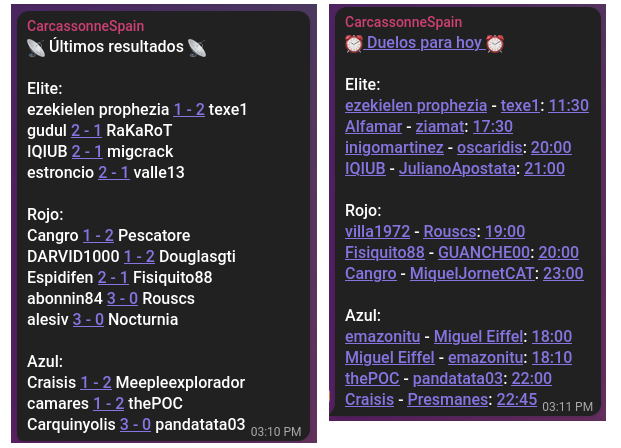 CarcassonneSpain
📡 Últimos resultados 📡
Elite:
ezekielen prophezia 1 - 2 texe1
gudul 2 - 1 RaKaRoT
IQIUB 2 - 1 migcrack
estroncio 2 - 1 valle13
Rojo:
Cangro 1 - 2 Pescatore
DARVID1000 1 - 2 Douglasgti
Espidifen 2 - 1 Fisiquito88
abonnin84 3 - 0 Rouscs
alesiv 3 - 0 Nocturnia
Azul:
Craisis 1 - 2 Meepleexplorador
camares 1 - 2 thePOC
Carquinyolis 3 - 0 pandatata03
03:10 PM
CarcassonneSpain
⏰ Duelos para hoy ⏰
Elite:
ezekielen prophezia - texe1: 11:30
Alfamar - ziamat: 17:30
inigomartinez - oscaridis: 20:00
IQIUB - JulianoApostata: 21:00
Rojo:
villa1972 - Rouscs: 19:00
Fisiquito88 - GUANCHE00: 20:00
Cangro - MiquelJornetCAT: 23:00
Azul:
emazonitu - Miguel Eiffel: 18:00
Miguel Eiffel - emazonitu: 18:10
thePOC - pandatata03: 22:00
Craisis - Presmanes: 22:45
03:11 PM